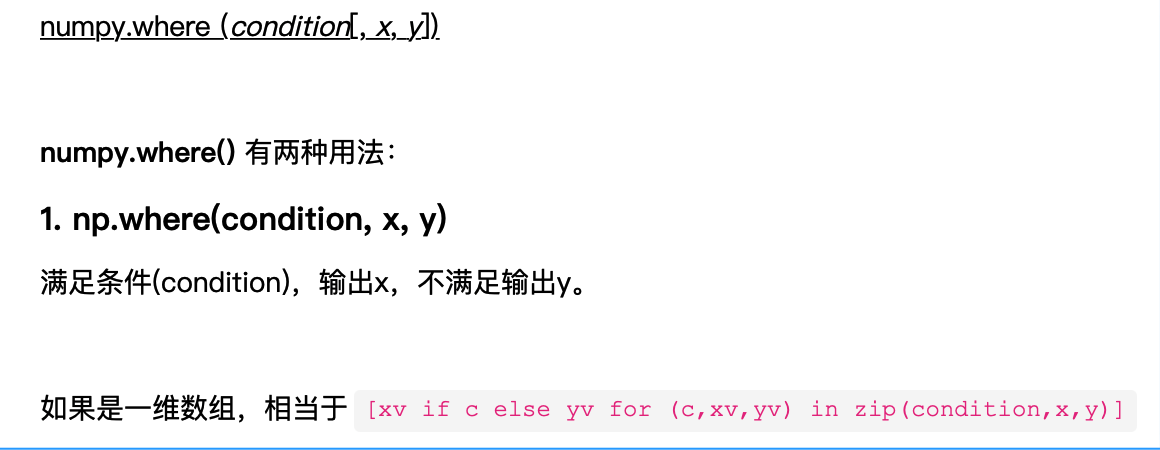 numpy.where (condition[, x, y])
numpy.where() 有两种用法：
1. np.where(condition, x, y)
满足条件(condition)，输出x，不满足输出y。
如果是一维数组，相当于 [xv if c else yv for (c,xv,yv) in zip(condition,x,y)]